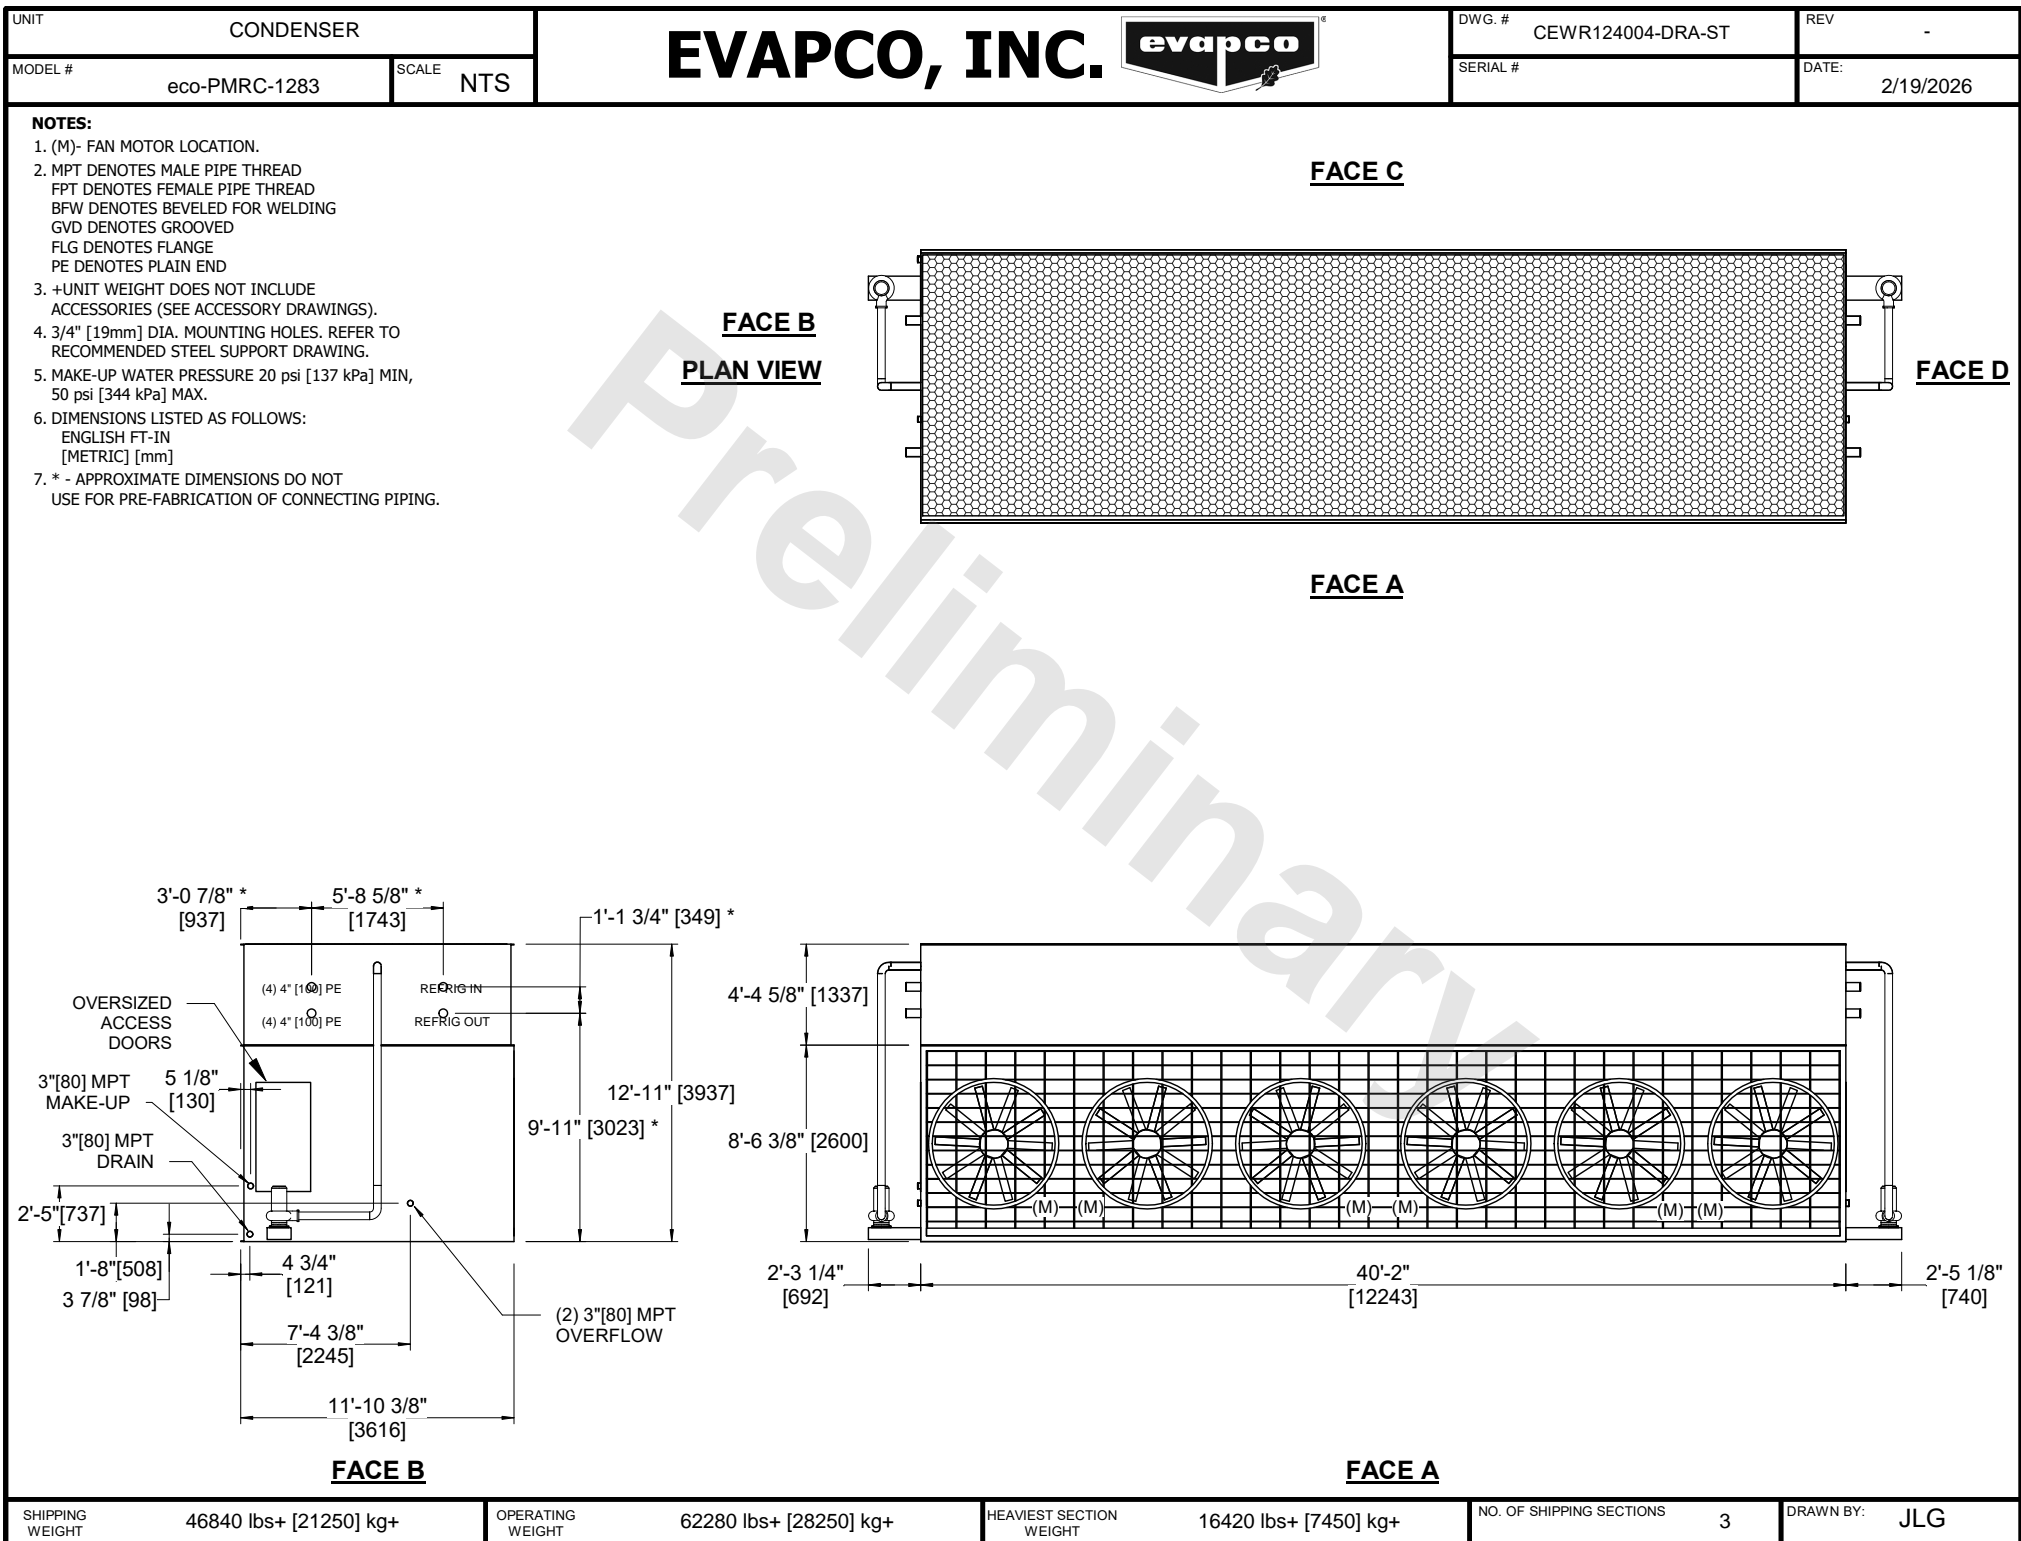 UNIT
CONDENSER
MODEL #
eco-PMRC-1283
SCALE
NTS
EVAPCO, INC.
evapco
®
DWG. #
CEWR124004-DRA-ST
REV
-
SERIAL #
DATE:
2/19/2026
NOTES:
1. (M)- FAN MOTOR LOCATION.
2. MPT DENOTES MALE PIPE THREAD
FPT DENOTES FEMALE PIPE THREAD
BFW DENOTES BEVELED FOR WELDING
GVD DENOTES GROOVED
FLG DENOTES FLANGE
PE DENOTES PLAIN END
3. +UNIT WEIGHT DOES NOT INCLUDE
ACCESSORIES (SEE ACCESSORY DRAWINGS).
4. 3/4" [19mm] DIA. MOUNTING HOLES. REFER TO
RECOMMENDED STEEL SUPPORT DRAWING.
5. MAKE-UP WATER PRESSURE 20 psi [137 kPa] MIN,
50 psi [344 kPa] MAX.
6. DIMENSIONS LISTED AS FOLLOWS:
ENGLISH FT-IN
[METRIC] [mm]
7. * - APPROXIMATE DIMENSIONS DO NOT
USE FOR PRE-FABRICATION OF CONNECTING PIPING.
FACE C
FACE B
PLAN VIEW
FACE D
FACE A
Preliminary
3'-0 7/8" *
[937]
5'-8 5/8" *
[1743]
1'-1 3/4" [349] *
(4) 4" [100] PE
REFRIG IN
(4) 4" [100] PE
REFRIG OUT
OVERSIZED
ACCESS
DOORS
3"[80] MPT
MAKE-UP
5 1/8"
[130]
3"[80] MPT
DRAIN
12'-11" [3937]
9'-11" [3023] *
2'-5"[737]
1'-8"[508]
3 7/8" [98]
4 3/4"
[121]
(2) 3"[80] MPT
OVERFLOW
7'-4 3/8"
[2245]
11'-10 3/8"
[3616]
FACE B
4'-4 5/8" [1337]
8'-6 3/8" [2600]
(M) (M) (M) (M) (M) (M)
2'-3 1/4"
[692]
40'-2"
[12243]
2'-5 1/8"
[740]
FACE A
SHIPPING
WEIGHT
46840 lbs+ [21250] kg+
OPERATING
WEIGHT
62280 lbs+ [28250] kg+
HEAVIEST SECTION
WEIGHT
16420 lbs+ [7450] kg+
NO. OF SHIPPING SECTIONS
3
DRAWN BY:
JLG